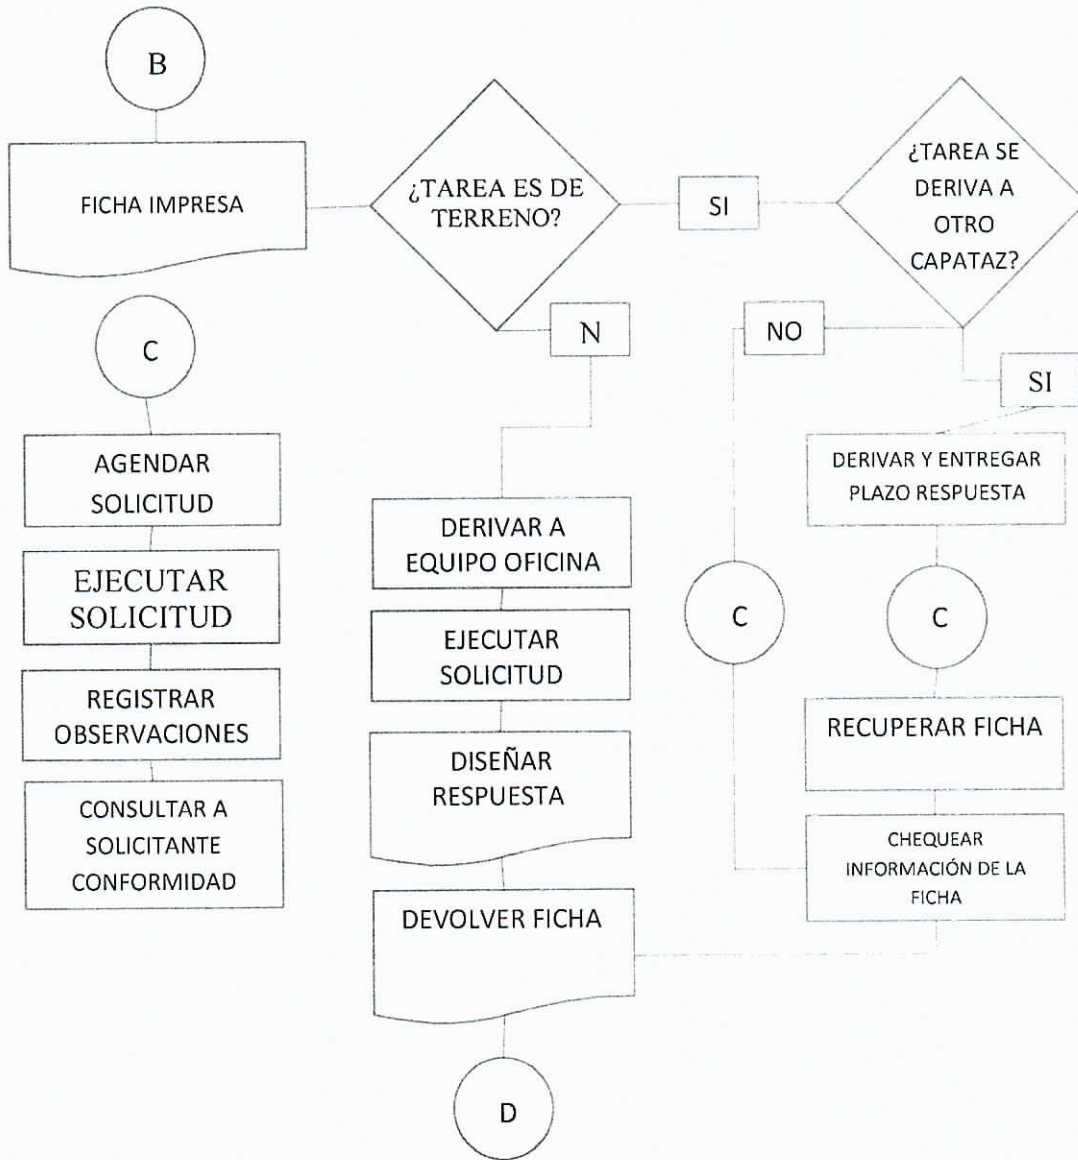 B
FICHA IMPRESA
¿TAREA ES DE
TERRENO?
SI
¿TAREA SE
DERIVA A
OTRO
CAPATAZ?
N
NO
SI
C
AGENDAR
SOLICITUD
EJECUTAR
SOLICITUD
REGISTRAR
OBSERVACIONES
CONSULTAR A
SOLICITANTE
CONFORMIDAD
DERIVAR A
EQUIPO OFICINA
EJECUTAR
SOLICITUD
DISEÑAR
RESPUESTA
DEVOLVER FICHA
D
DERIVAR Y ENTREGAR
PLAZO RESPUESTA
C
C
RECUPERAR FICHA
CHEQUEAR
INFORMACIÓN DE LA
FICHA